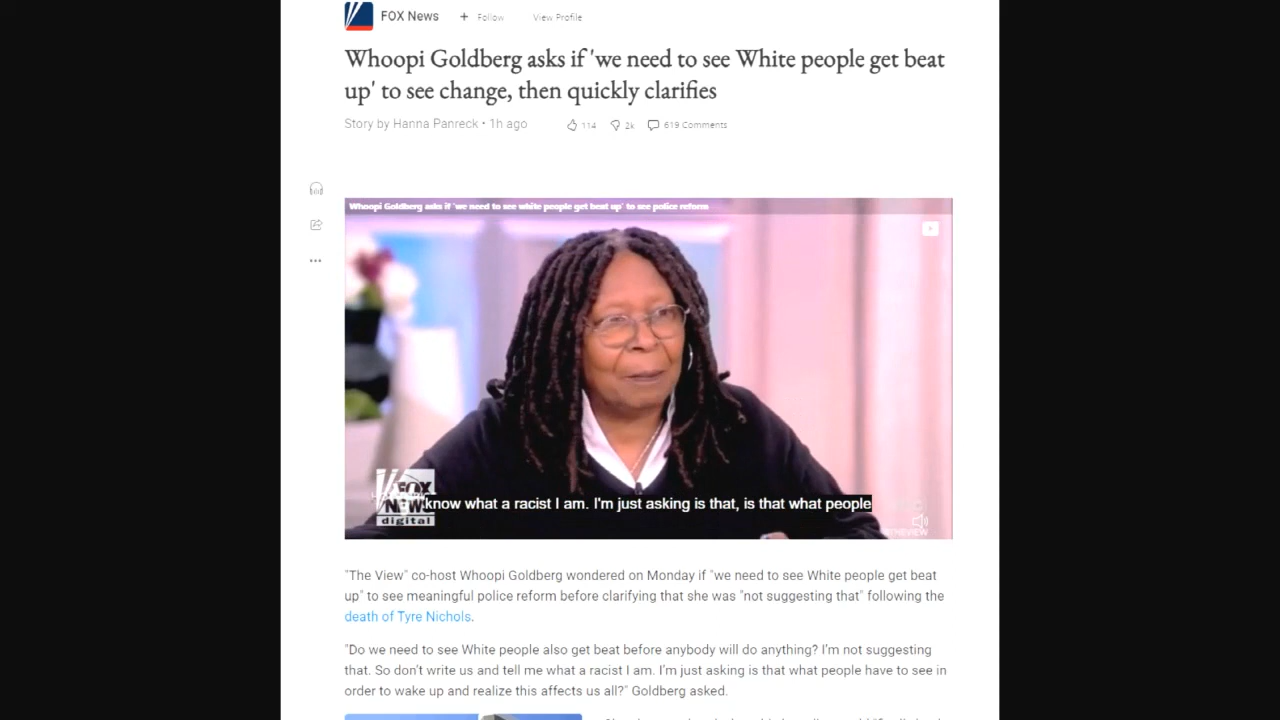 FOX News
+ Follow
View Profile
Whoopi Goldberg asks if 'we need to see White people get beat
up' to see change, then quickly clarifies
Story by Hanna Panreck • 1h ago
114
2k
619 Comments
Whoopi Goldberg asks if 'we need to see white people get beat up' to see police reform
know what a racist I am. I'm just asking is that, is that what people
FOX
NEWS
digital
"The View" co-host Whoopi Goldberg wondered on Monday if "we need to see White people get beat
up" to see meaningful police reform before clarifying that she was "not suggesting that" following the
death of Tyre Nichols.
"Do we need to see White people also get beat before anybody will do anything? I'm not suggesting
that. So don't write us and tell me what a racist I am. I'm just asking is that what people have to see in
order to wake up and realize this affects us all?" Goldberg asked.